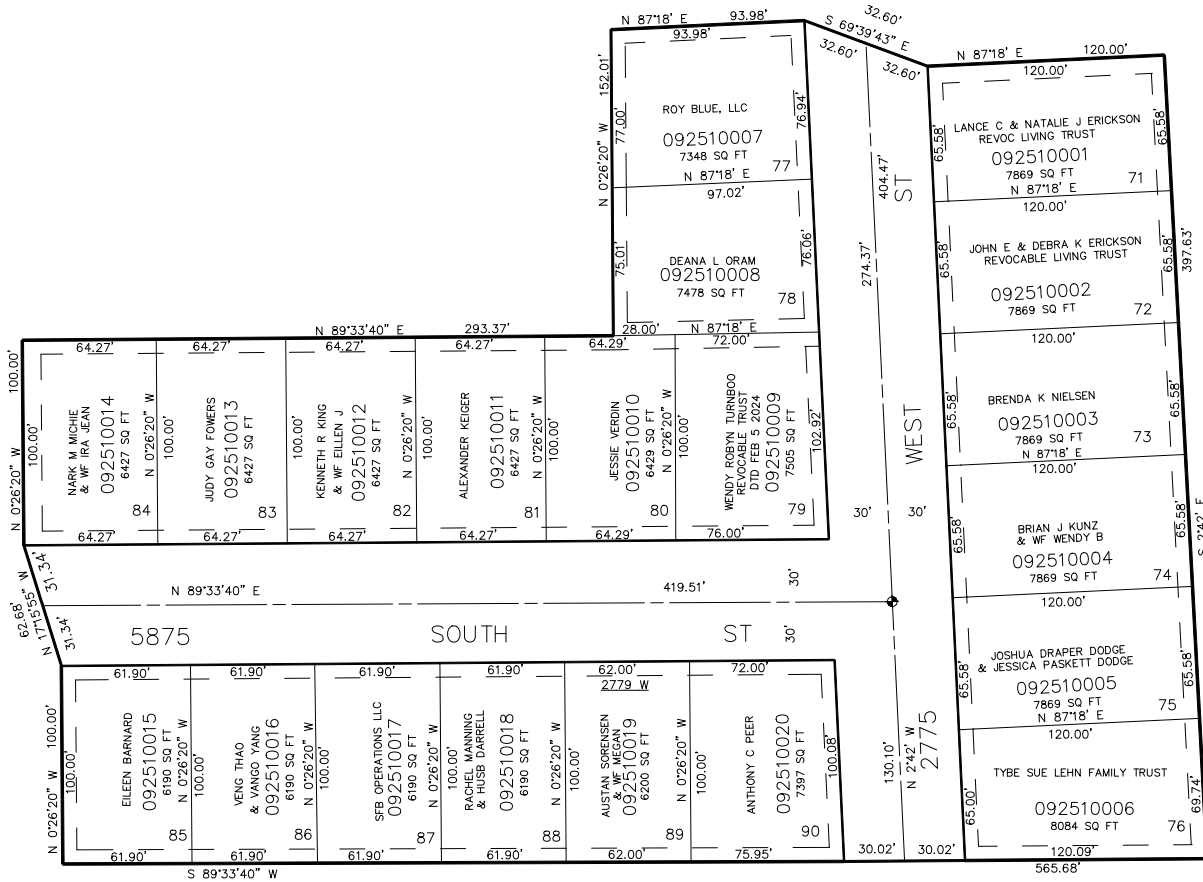 N 87°18' E 93.98'
93.98'
32.60'
S 69°39'43" E
32.60'
32.60'
N 87°18' E 120.00'
120.00'
152.01'
N 0°26'20" W
77.00'
ROY BLUE, LLC
092510007
7348 SQ FT
77
76.94'
N 87°18' E
97.02'
75.01'
DEANA L ORAM
092510008
7478 SQ FT
78
76.06'
28.00'
N 87°18' E
72.00'
404.47'
274.37'
ST
WEST
65.58'
LANCE C & NATALIE J ERICKSON
REVOC LIVING TRUST
092510001
7869 SQ FT
71
65.58'
N 87°18' E
120.00'
65.58'
JOHN E & DEBRA K ERICKSON
REVOCABLE LIVING TRUST
092510002
7869 SQ FT
72
65.58'
397.63'
120.00'
65.58'
BRENDA K NIELSEN
092510003
7869 SQ FT
73
65.58'
N 87°18' E
120.00'
65.58'
BRIAN J KUNZ
& WF WENDY B
092510004
7869 SQ FT
74
65.58'
S 2°42' E
120.00'
65.58'
JOSHUA DRAPER DODGE
& JESSICA PASKETT DODGE
092510005
7869 SQ FT
75
65.58'
N 87°18' E
120.00'
65.00'
TYBE SUE LEHN FAMILY TRUST
092510006
8084 SQ FT
76
69.74'
120.09'
565.68'
N 89°33'40" E 293.37'
64.27'
64.27'
64.27'
64.27'
64.29'
100.00'
N 0°26'20" W
100.00'
NARK M MICHIE
& WF IRA JEAN
092510014
6427 SQ FT
84
N 0°26'20" W
100.00'
JUDY GAY FOWERS
092510013
6427 SQ FT
83
100.00'
KENNETH R KING
& WF EILLEN J
092510012
6427 SQ FT
82
N 0°26'20" W
100.00'
ALEXANDER KEIGER
092510011
6427 SQ FT
81
N 0°26'20" W
100.00'
JESSIE VERDIN
092510010
6429 SQ FT
80
N 0°26'20" W
100.00'
WENDY ROBYN TURNBOO
REVOCABLE TRUST
DTD FEB 5 2024
092510009
7505 SQ FT
79
102.92'
64.27'
64.27'
64.27'
64.27'
64.29'
76.00'
30'
30'
31.34'
62.68'
N 17°15'55" W
31.34'
N 89°33'40" E
419.51'
30'
5875 SOUTH ST
30'
61.90'
61.90'
61.90'
61.90'
62.00'
72.00'
2779 W
100.00'
N 0°26'20" W
100.00'
EILEEN BARNARD
092510015
6190 SQ FT
85
N 0°26'20" W
100.00'
VENG THAO
& VANGO YANG
092510016
6190 SQ FT
86
N 0°26'20" W
100.00'
SFB OPERATIONS LLC
092510017
6190 SQ FT
87
N 0°26'20" W
100.00'
RACHEL MANNING
& HUSB DARRELL
092510018
6190 SQ FT
88
N 0°26'20" W
100.00'
AUSTAN SORENSEN
& WF MEGAN
092510019
6200 SQ FT
89
N 0°26'20" W
100.00'
ANTHONY C PEER
092510020
7397 SQ FT
90
100.08'
130.10'
N 2°42' W
2775
61.90'
61.90'
61.90'
61.90'
62.00'
75.95'
30.02'
30.02'
S 89°33'40" W